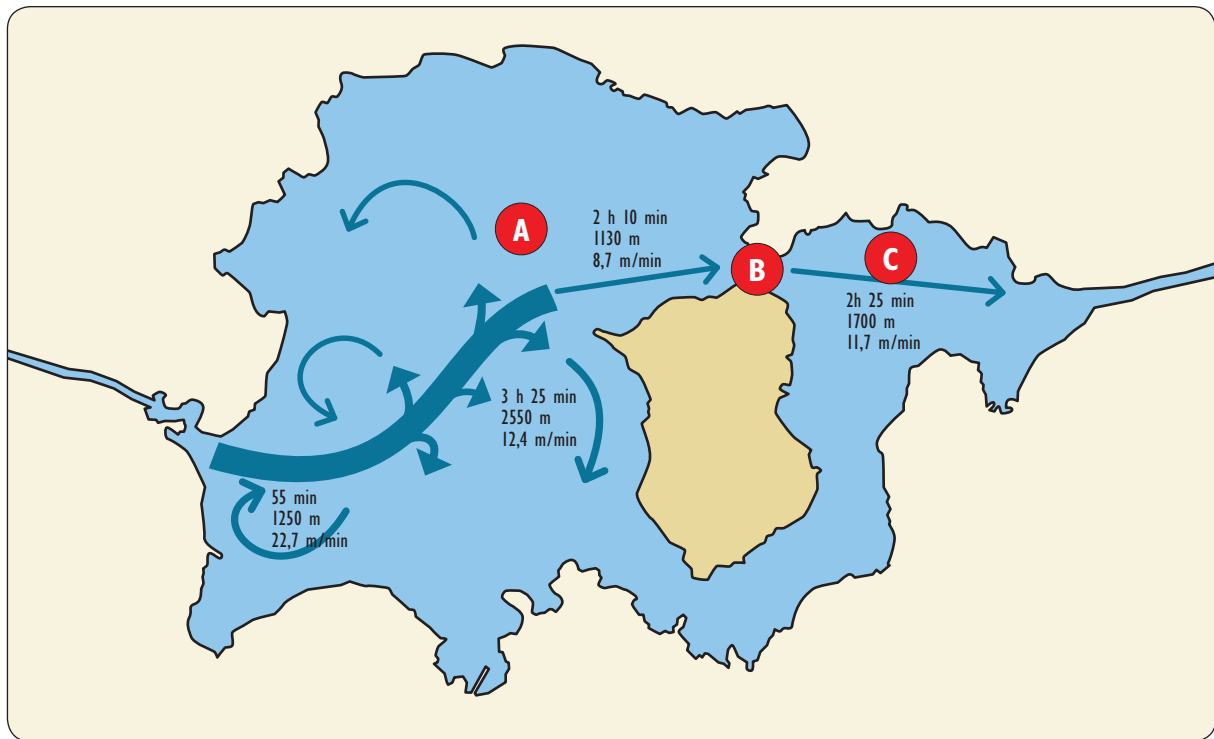 A
2 h 10 min
1130 m
8,7 m/min
B
C
2h 25 min
1700 m
11,7 m/min
3 h 25 min
2550 m
12,4 m/min
55 min
1250 m
22,7 m/min